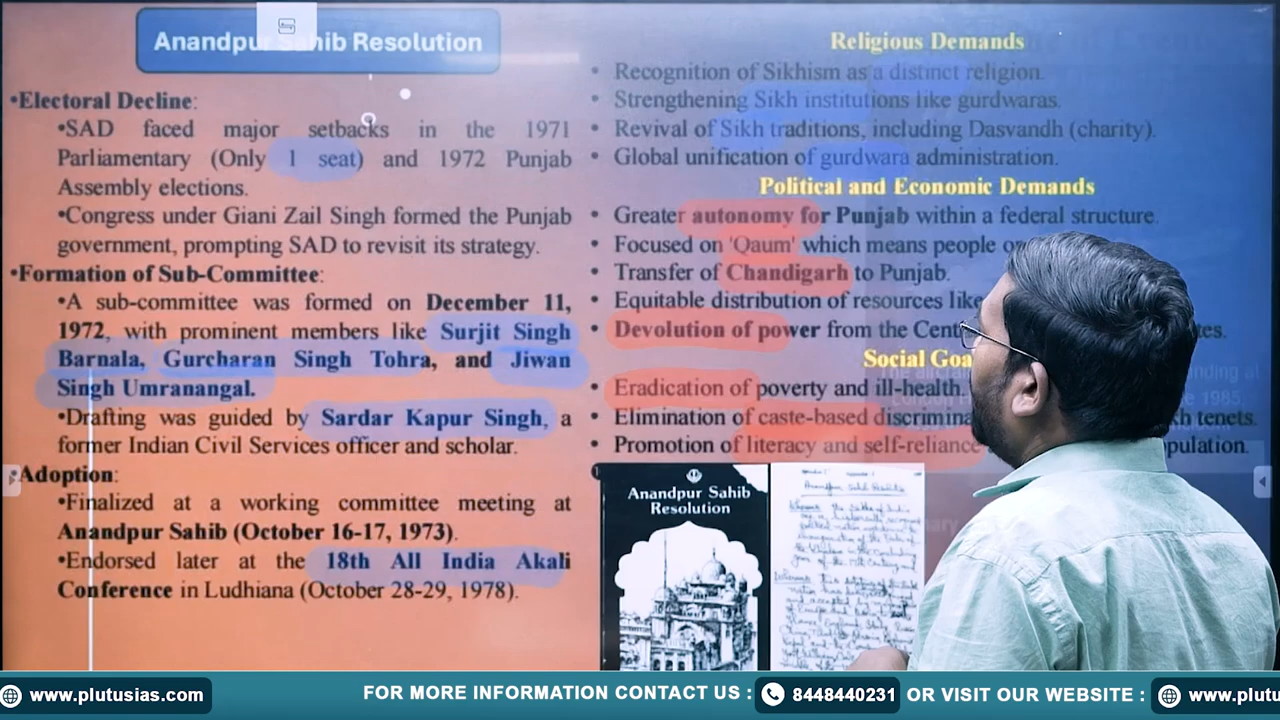 Anandpur Sahib Resolution
•Electoral Decline:
•SAD faced major setbacks in the 1971
Parliamentary (Only 1 seat) and 1972 Punjab
Assembly elections.
•Congress under Giani Zail Singh formed the Punjab
government, prompting SAD to revisit its strategy.
•Formation of Sub-Committee:
•A sub-committee was formed on December 11,
1972, with prominent members like Surjit Singh
Barnala, Gurcharan Singh Tohra, and Jiwan
Singh Umranangal.
•Drafting was guided by Sardar Kapur Singh, a
former Indian Civil Services officer and scholar.
•Adoption:
•Finalized at a working committee meeting at
Anandpur Sahib (October 16-17, 1973).
•Endorsed later at the 18th All India Akali
Conference in Ludhiana (October 28-29, 1978).
Religious Demands
• Recognition of Sikhism as a distinct religion.
• Strengthening Sikh institutions like gurdwaras.
• Revival of Sikh traditions, including Dasvandh (charity).
• Global unification of gurdwara administration.
Political and Economic Demands
• Greater autonomy for Punjab within a federal structure.
• Focused on 'Qaum' which means people
• Transfer of Chandigarh to Punjab.
• Equitable distribution of resources like
• Devolution of power from the
Social
• Eradication of poverty and ill-health.
• Elimination of caste-based tenets.
• Promotion of literacy and self-reliance
Anandpur Sahib
Resolution
1985,
www.plutusias.com
FOR MORE INFORMATION CONTACT US :
8448440231
OR VISIT OUR WEBSITE :